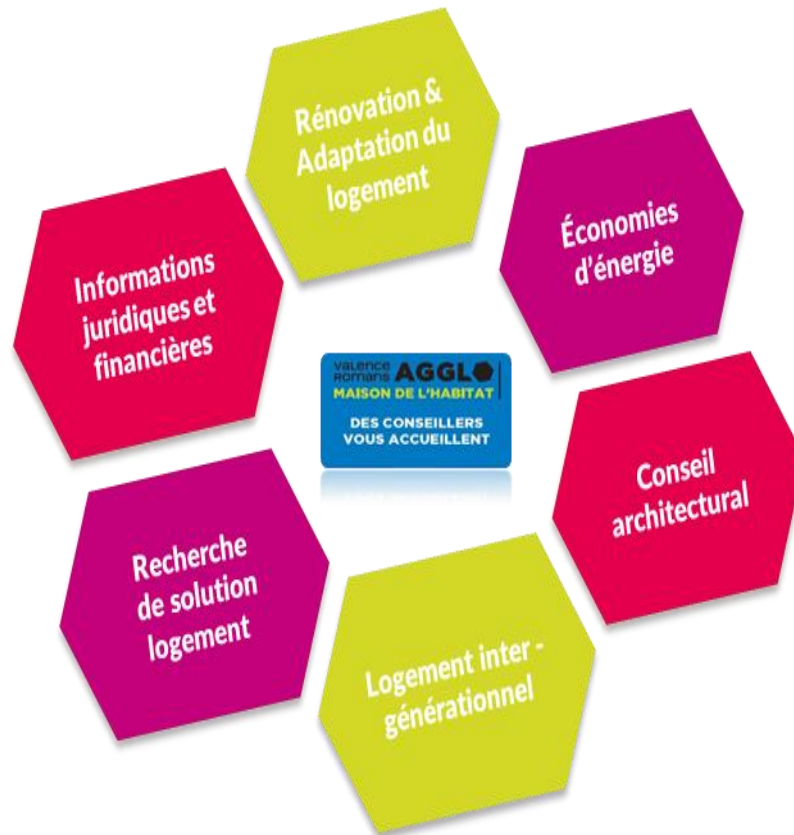 Rénovation &
Adaptation du
logement
Économies
d'énergie
Informations
juridiques et
financières
Valence
Romans AGGLO
MAISON DE L'HABITAT
DES CONSEILLERS
VOUS ACCUEILLENT
Conseil
architectural
Recherche
de solution
logement
Logement inter -
générationnel